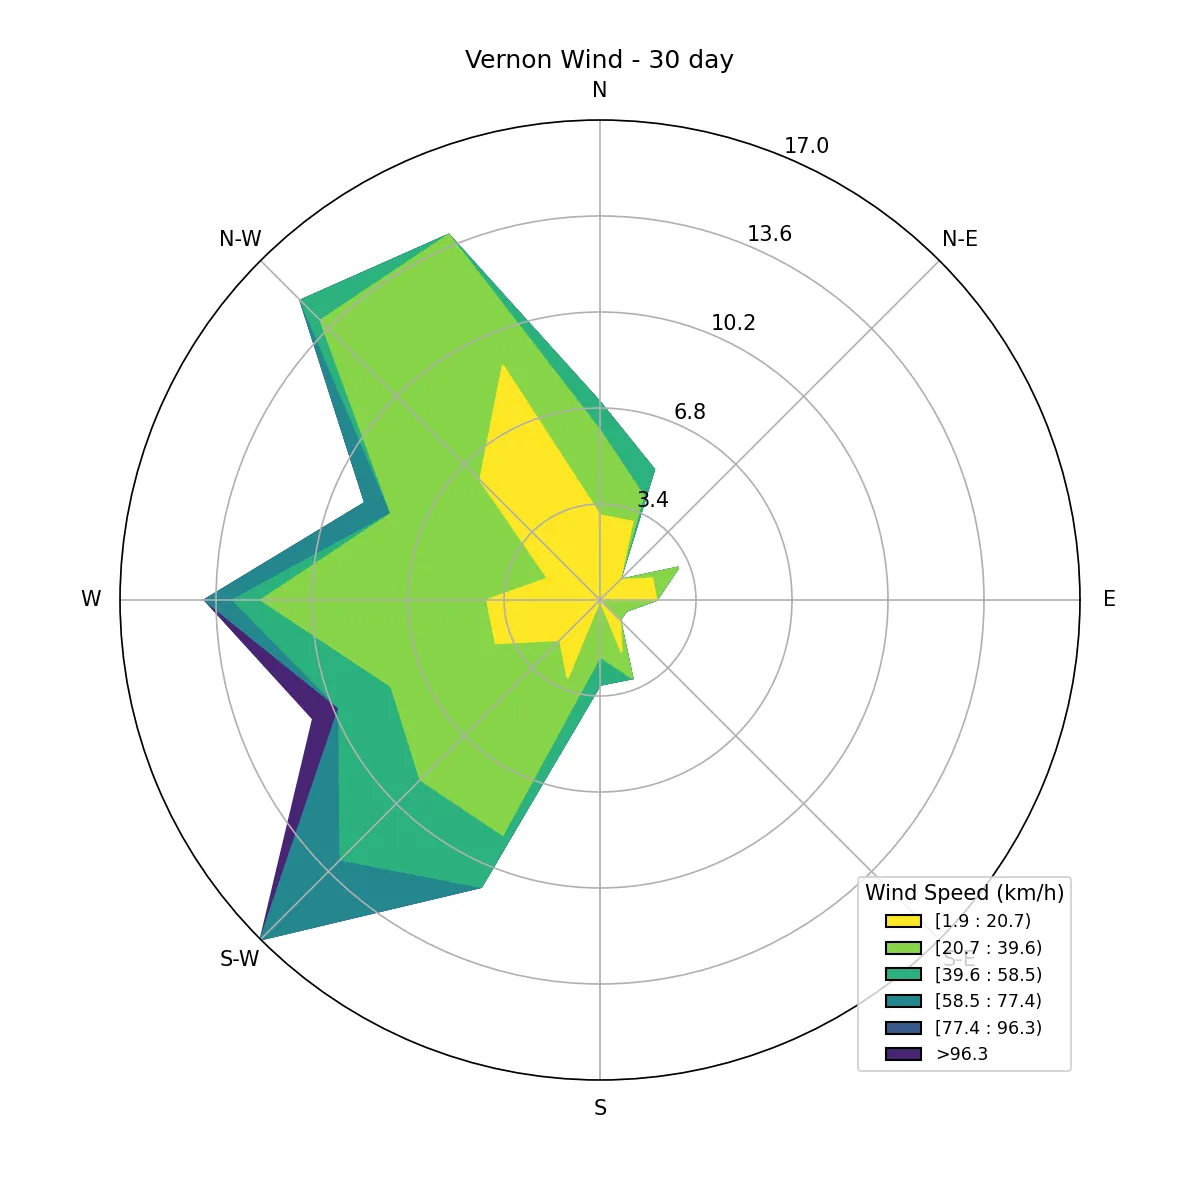 Vernon Wind - 30 day
N
17.0
N-W
13.6
N-E
10.2
6.8
3.4
W
E
S-W
S-E
S
Wind Speed (km/h)
[1.9 : 20.7)
[20.7 : 39.6)
[39.6 : 58.5)
[58.5 : 77.4)
[77.4 : 96.3)
>96.3